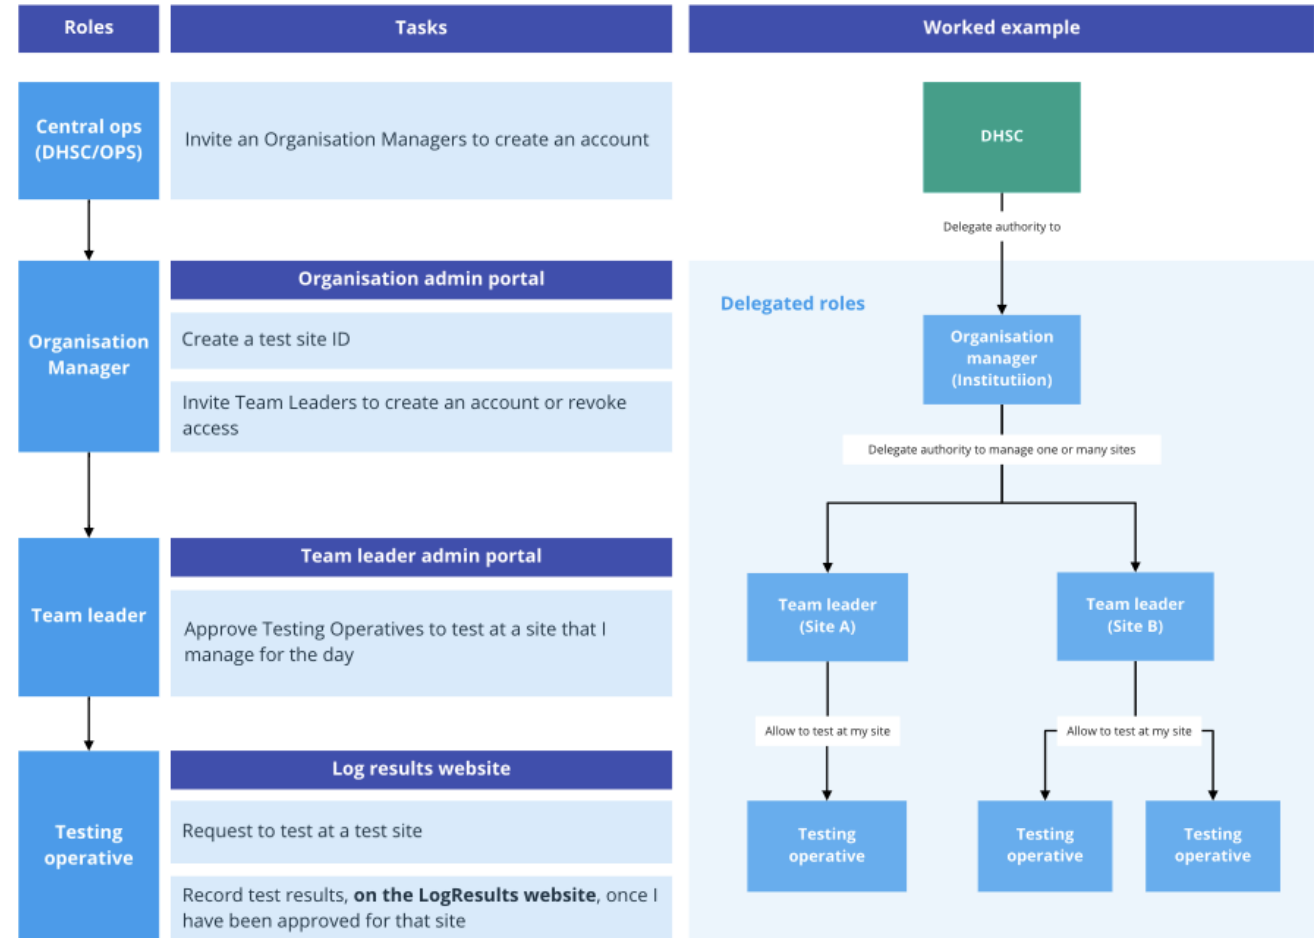 Roles
Tasks
Worked example
Central ops
(DHSC/OPS)
Invite an Organisation Managers to create an account
DHSC
Delegate authority to
Organisation
Manager
Organisation admin portal
Create a test site ID
Invite Team Leaders to create an account or revoke
access
Delegated roles
Organisation
manager
(Institutiion)
Delegate authority to manage one or many sites
Team leader
Team leader admin portal
Approve Testing Operatives to test at a site that I
manage for the day
Team leader
(Site A)
Team leader
(Site B)
Allow to test at my site
Allow to test at my site
Testing
operative
Log results website
Request to test at a test site
Record test results, on the LogResults website, once I
have been approved for that site
Testing
operative
Testing
operative
Testing
operative